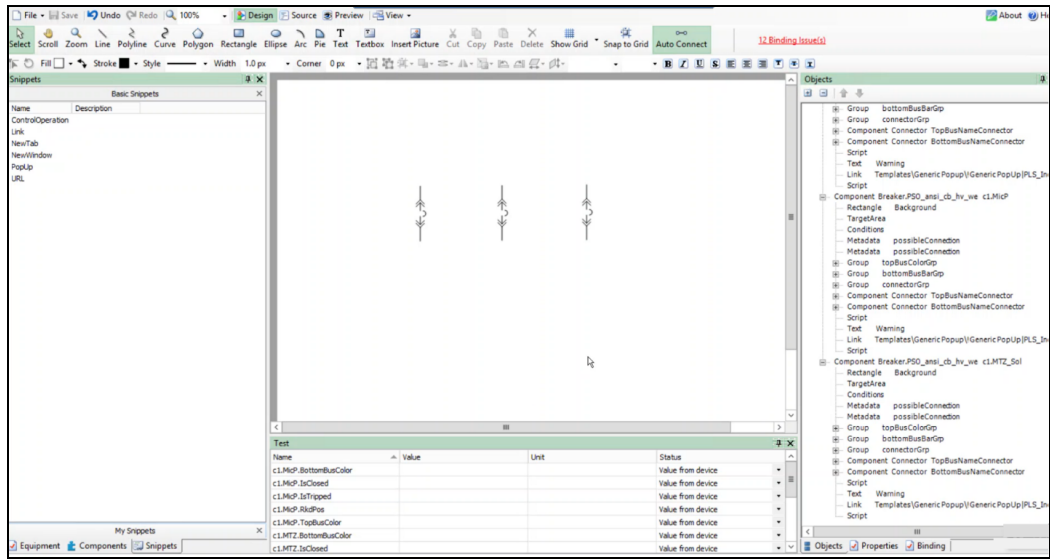 File Save Undo Redo 100% Design Source Preview View About
Select Scroll Zoom Line Polyline Curve Polygon Rectangle Ellipse Arc Pie Text Textbox Insert Picture Cut Copy Paste Delete Show Grid Snap to Grid Auto Connect 12 Binding Issue(s)
Fill Stroke Style Width 1.0 px Corner 0 px B I U S
Snippets
Basic Snippets
Name Description
ControlOperation
Link
NewTab
NewWindow
PopUp
URL
My Snippets
Equipment Components Snippets
Test
Name Value Unit Status
c1.MicP.BottomBusColor Value from device
c1.MicP.IsClosed Value from device
c1.MicP.IsTripped Value from device
c1.MicP.RkdPos Value from device
c1.MicP.TopBusColor Value from device
c1.MTZ.BottomBusColor Value from device
c1.MTZ.IsClosed Value from device
Objects
Group bottomBusBarGrp
Group connectorGrp
Component Connector TopBusNameConnector
Component Connector BottomBusNameConnector
Script
Text Warning
Link Templates\Generic Popup\!Generic PopUp|PLS_In
Script
Component Breaker.PSO_ansi_cb_hv_we c1.MicP
Rectangle Background
TargetArea
Conditions
Metadata possibleConnection
Metadata possibleConnection
Group topBusColorGrp
Group bottomBusBarGrp
Group connectorGrp
Component Connector TopBusNameConnector
Component Connector BottomBusNameConnector
Script
Text Warning
Link Templates\Generic Popup\!Generic PopUp|PLS_In
Script
Component Breaker.PSO_ansi_cb_hv_we c1.MTZ_Sol
Rectangle Background
TargetArea
Conditions
Metadata possibleConnection
Metadata possibleConnection
Group topBusColorGrp
Group bottomBusBarGrp
Group connectorGrp
Component Connector TopBusNameConnector
Component Connector BottomBusNameConnector
Script
Text Warning
Link Templates\Generic Popup\!Generic PopUp|PLS_In
Script
Objects Properties Binding